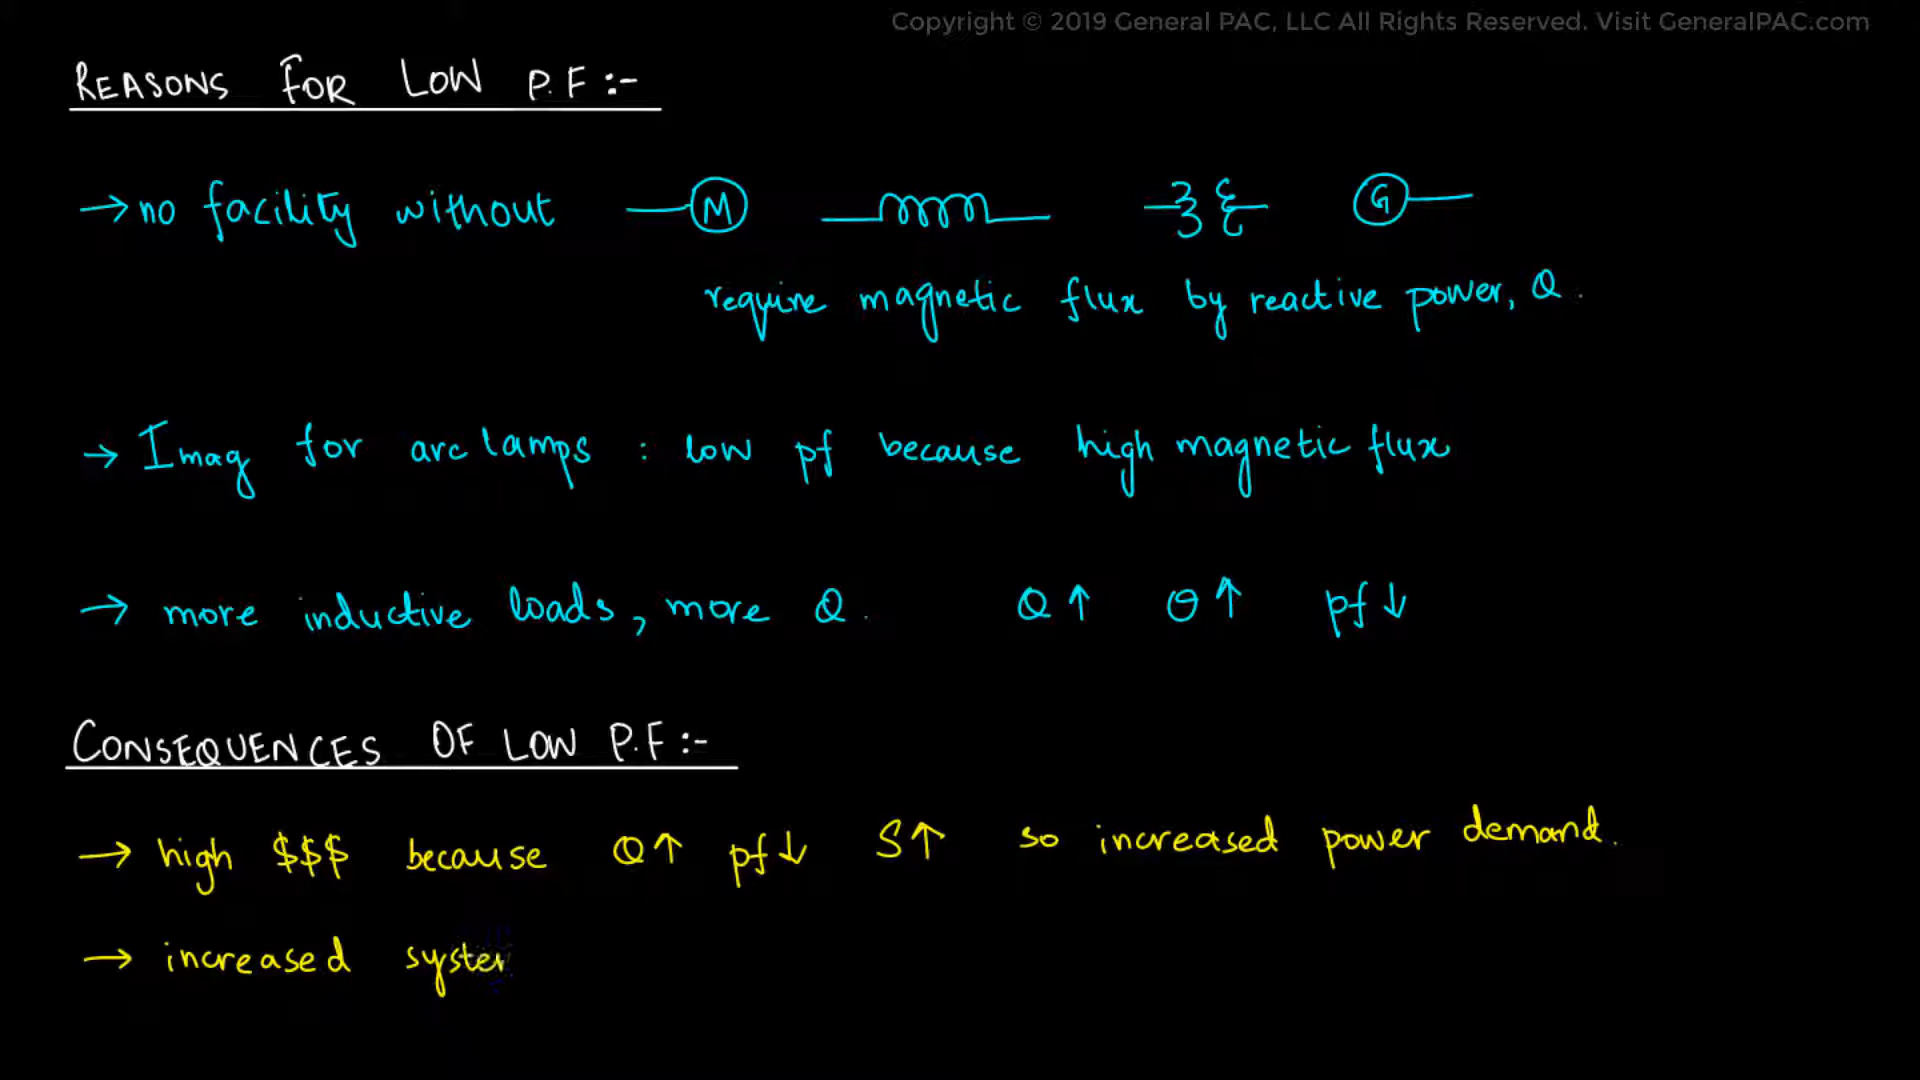 Copyright © 2019 General PAC, LLC All Rights Reserved. Visit GeneralPAC.com
REASONS FOR LOW P.F:-
→ no facility without M G
require magnetic flux by reactive power, Q.
→ Imag for arc lamps : low pf because high magnetic flux
→ more inductive loads, more Q. Q↑ θ↑ pf↓
CONSEQUENCES OF LOW P.F:-
→ high $$$ because Q↑ pf↓ S↑ so increased power demand.
→ increased syster